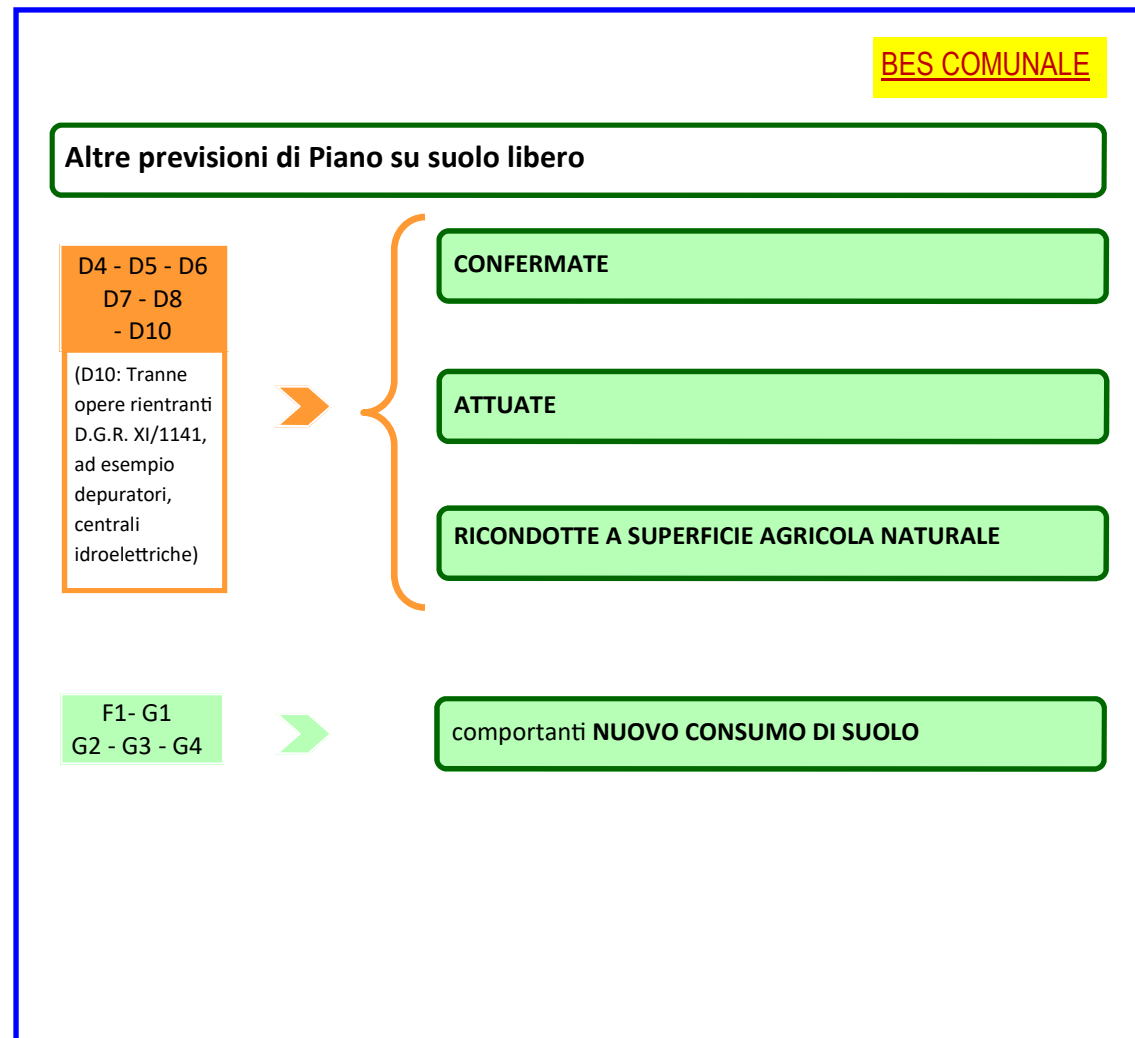 BES COMUNALE
Altre previsioni di Piano su suolo libero
D4 - D5 - D6
D7 - D8
- D10
(D10: Tranne
opere rientranti
D.G.R. XI/1141,
ad esempio
depuratori,
centrali
idroelettriche)
CONFERMATE
ATTUATE
RICONDOTTE A SUPERFICIE AGRICOLA NATURALE
F1- G1
G2 - G3 - G4
comportanti NUOVO CONSUMO DI SUOLO